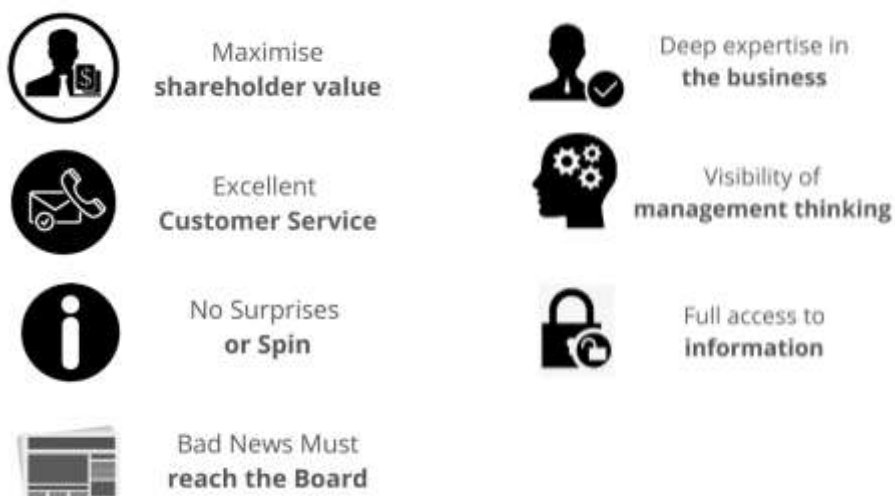 Maximise
shareholder value
Excellent
Customer Service
No Surprises
or Spin
Bad News Must
reach the Board
Deep expertise in
the business
Visibility of
management thinking
Full access to
information